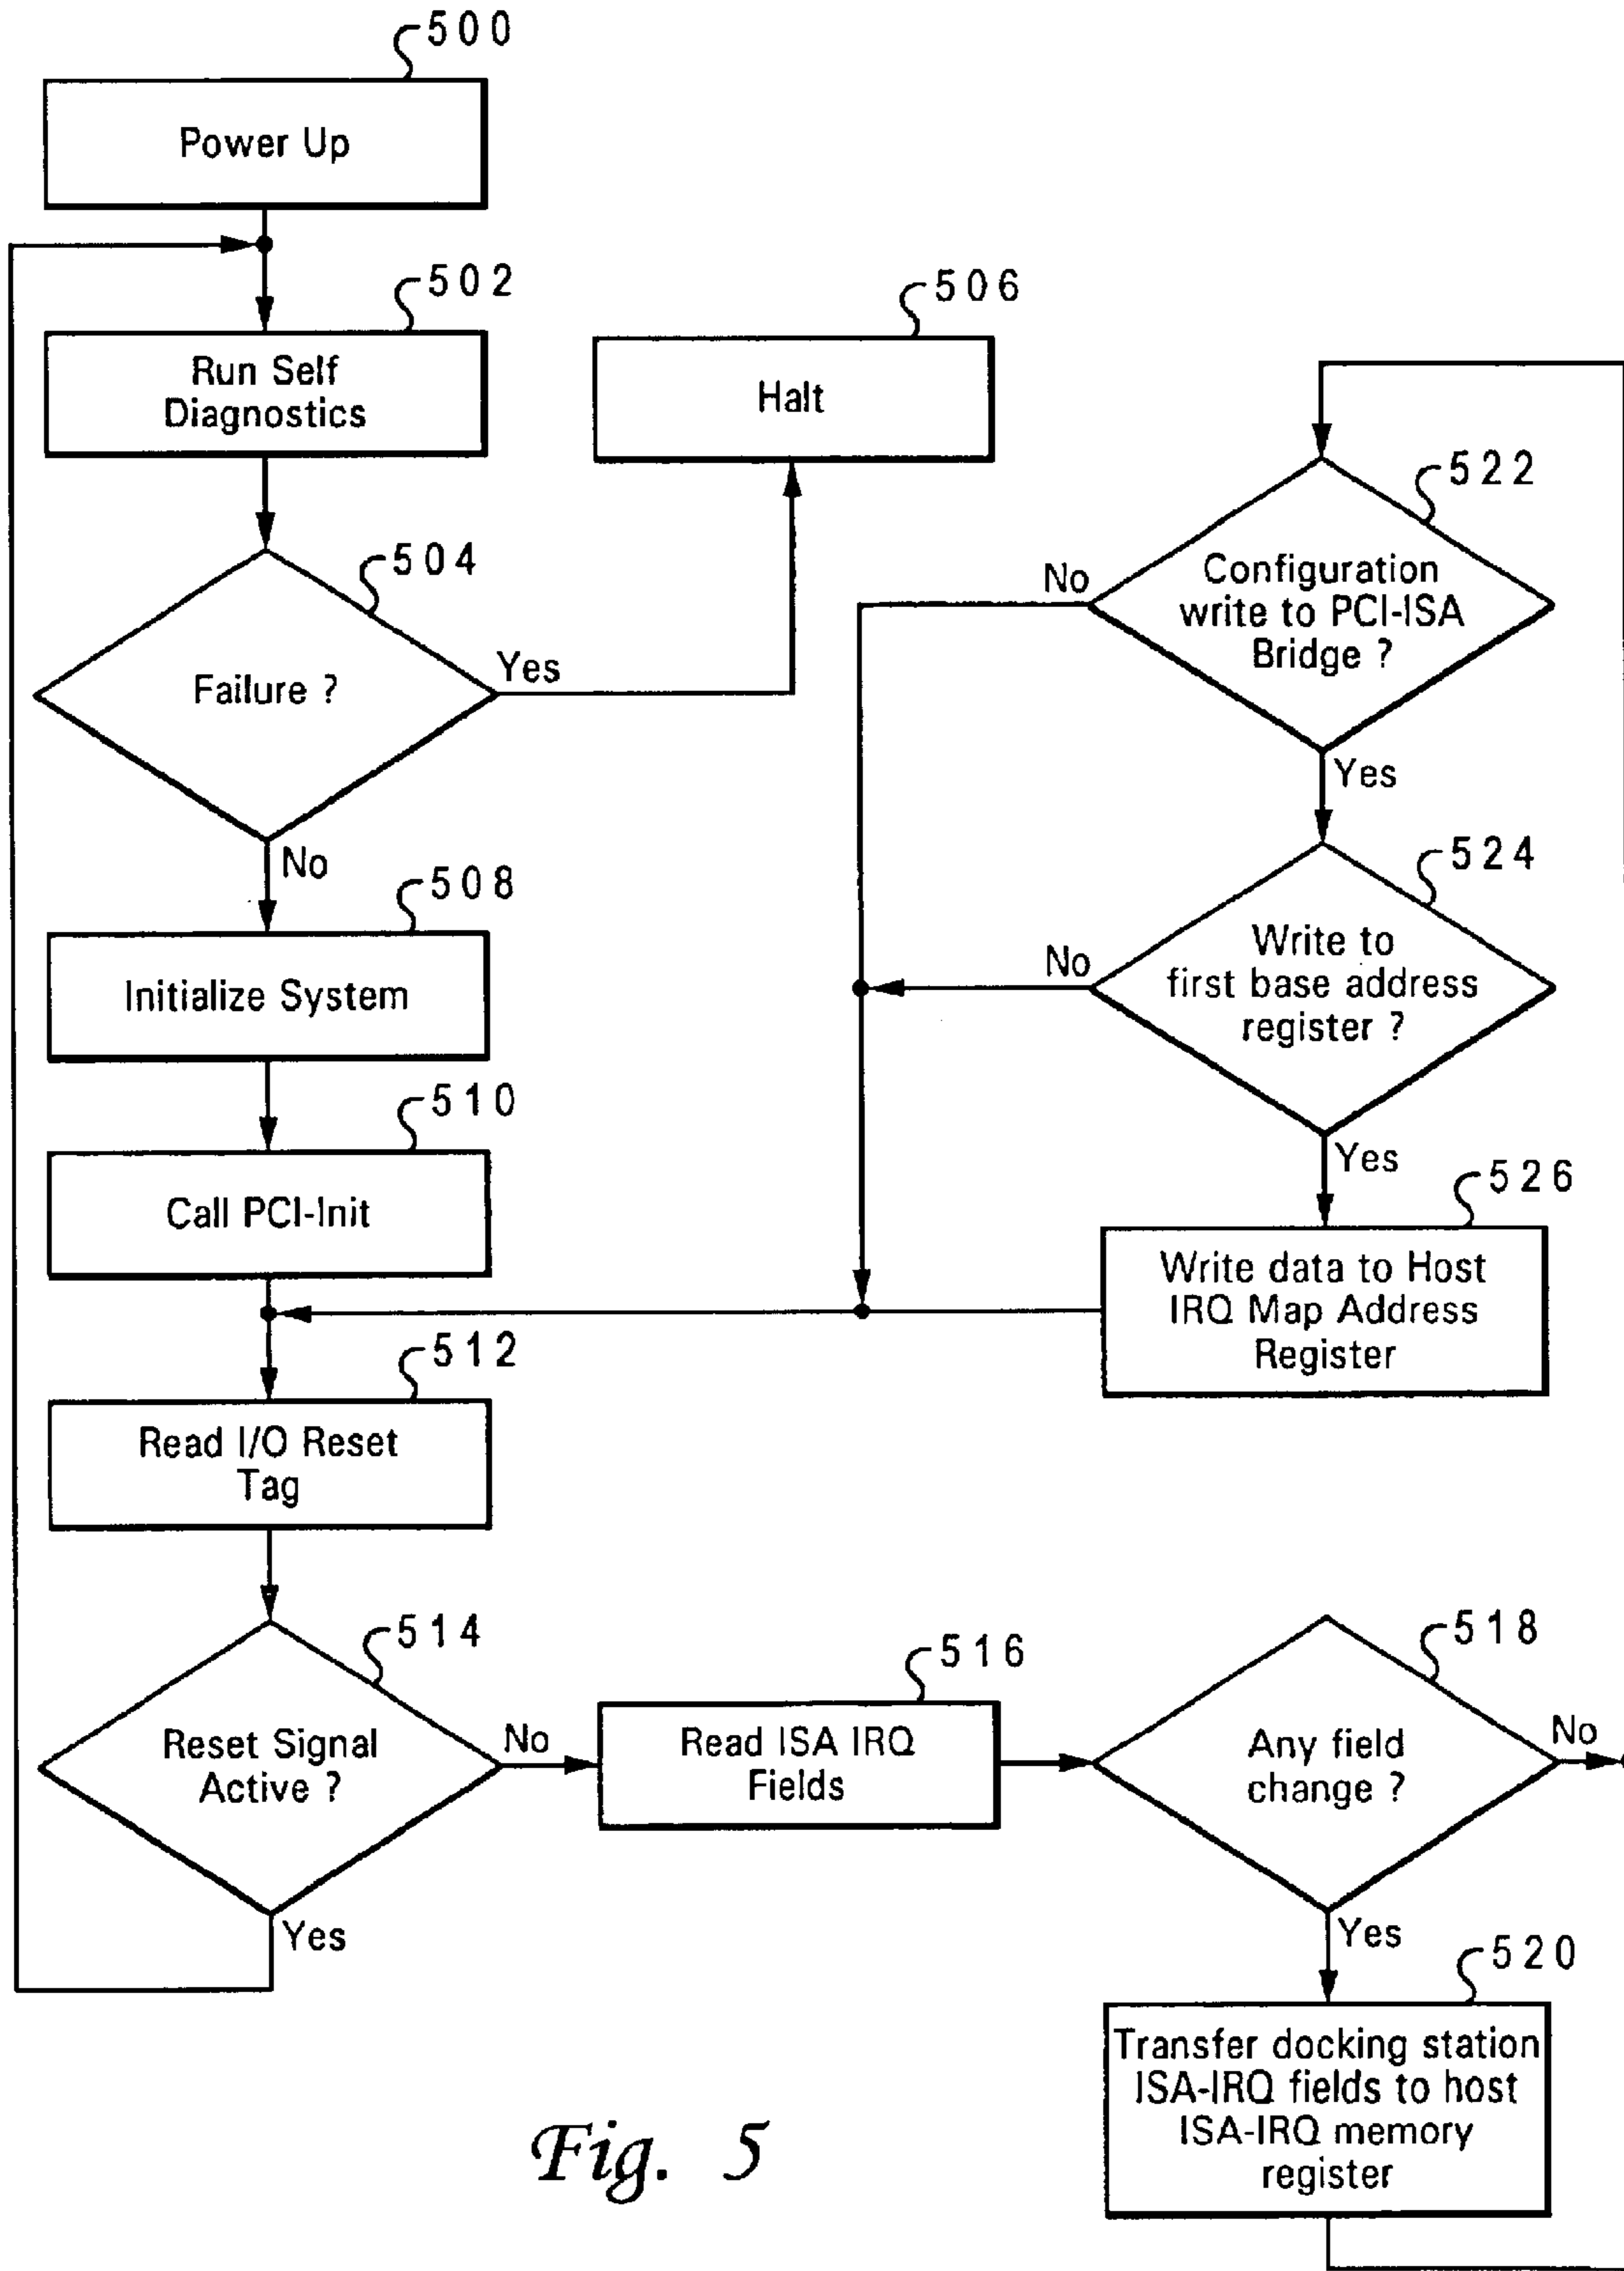 500
Power Up
502
Run Self
Diagnostics
506
Halt
504
Failure ?
Yes
No
508
Initialize System
510
Call PCI-Init
512
Read I/O Reset
Tag
514
Reset Signal
Active ?
No
Yes
516
Read ISA IRQ
Fields
518
Any field
change ?
No
Yes
520
Transfer docking station
ISA-IRQ fields to host
ISA-IRQ memory
register
522
Configuration
write to PCI-ISA
Bridge ?
No
Yes
524
Write to
first base address
register ?
No
Yes
526
Write data to Host
IRQ Map Address
Register
Fig. 5